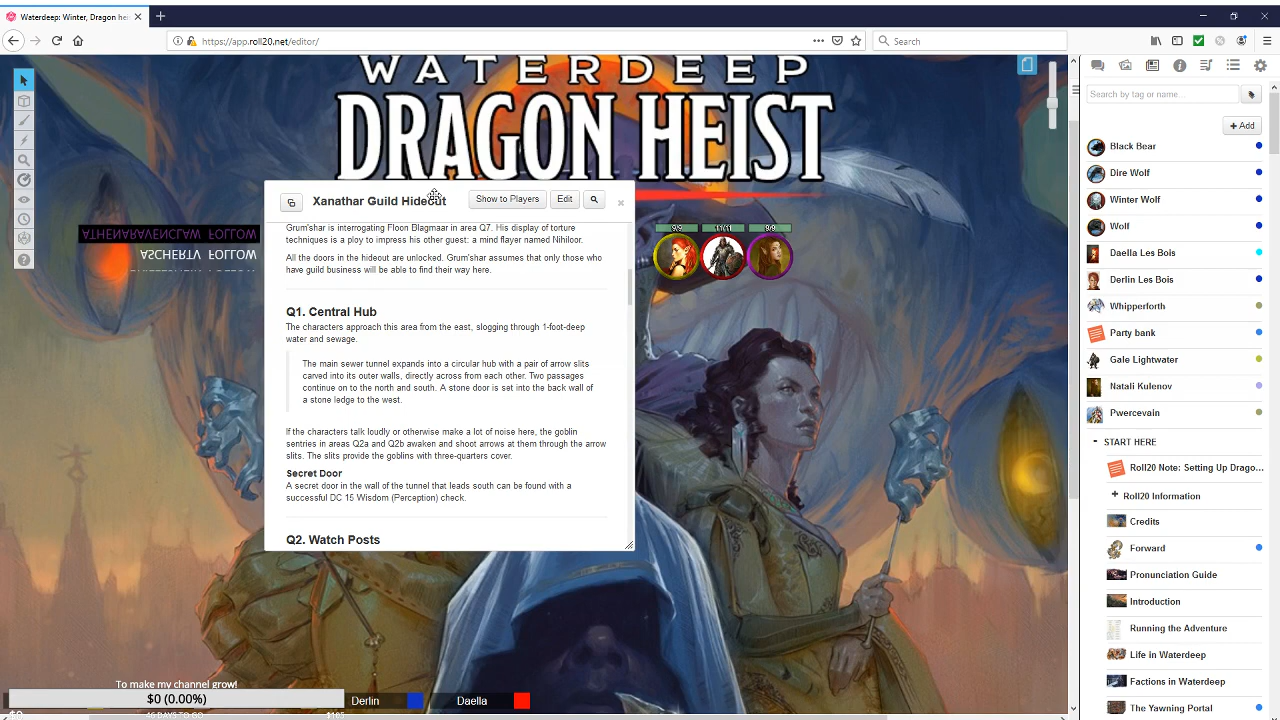 Waterdeep: Winter, Dragon hei
https://app.roll20.net/editor/
Search
WATERDEEP
DRAGON HEIST
ATHENARAVENCLAW FOLLOW
ASCHERTV FOLLOW
Xanathar Guild Hideout
Show to Players
Edit
Grum'shar is interrogating Floon Blagmaar in area Q7. His display of torture
techniques is a ploy to impress his other guest: a mind flayer named Nihiloor.
All the doors in the hideout are unlocked. Grum'shar assumes that only those who
have guild business will be able to find their way here.
Q1. Central Hub
The characters approach this area from the east, slogging through 1-foot-deep
water and sewage.
The main sewer tunnel expands into a circular hub with a pair of arrow slits
carved into its outer walls, directly across from each other. Two passages
continue on to the north and south. A stone door is set into the back wall of
a stone ledge to the west.
If the characters talk loudly or otherwise make a lot of noise here, the goblin
sentries in areas Q2a and Q2b awaken and shoot arrows at them through the arrow
slits. The slits provide the goblins with three-quarters cover.
Secret Door
A secret door in the wall of the tunnel that leads south can be found with a
successful DC 15 Wisdom (Perception) check.
Q2. Watch Posts
9/9
11/11
9/9
To make my channel grow!
$0 (0.00%)
$0
Derlin
Daella
Search by tag or name...
+ Add
Black Bear
Dire Wolf
Winter Wolf
Wolf
Daella Les Bois
Derlin Les Bois
Whipperforth
Party bank
Gale Lightwater
Natali Kulenov
Pwercevain
START HERE
Roll20 Note: Setting Up Drago...
Roll20 Information
Credits
Forward
Pronunciation Guide
Introduction
Running the Adventure
Life in Waterdeep
Factions in Waterdeep
The Yawning Portal